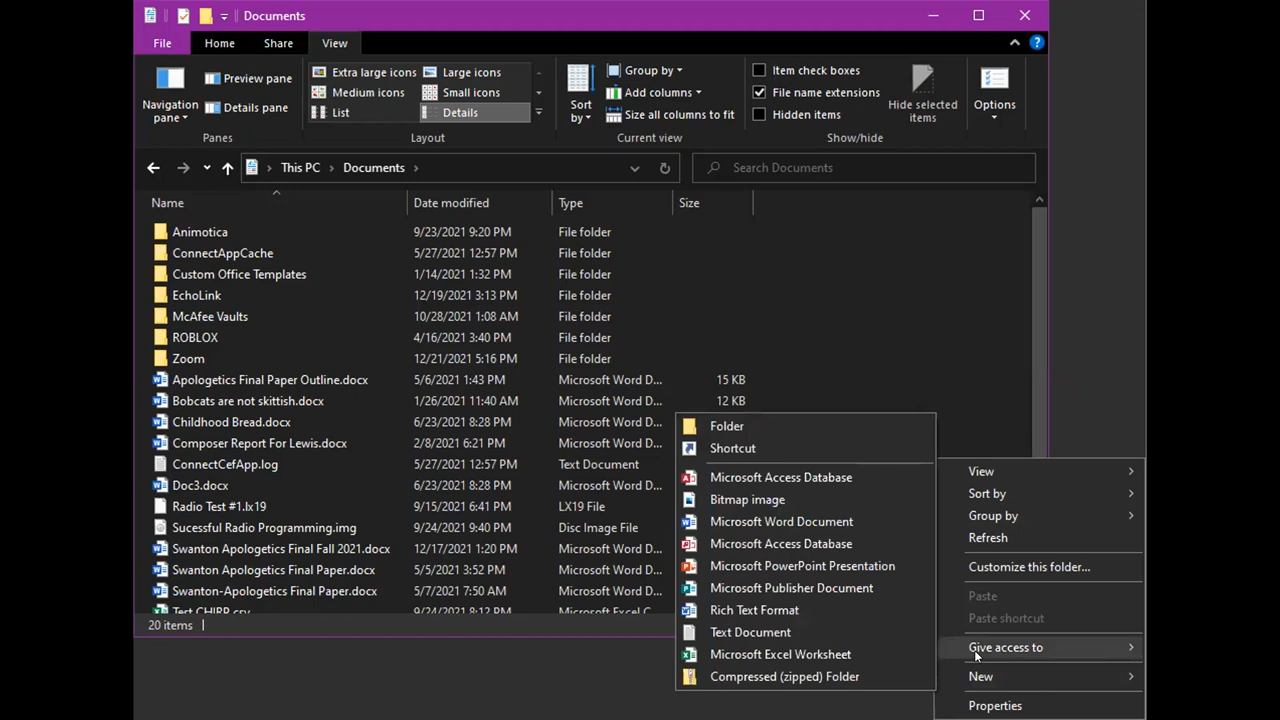 Documents
File Home Share View
Navigation pane
Preview pane
Details pane
Panes
Extra large icons Large icons
Medium icons Small icons
List Details
Layout
Sort by
Group by
Add columns
Size all columns to fit
Current view
Item check boxes
File name extensions
Hidden items
Hide selected items
Show/hide
Options
This PC Documents
Search Documents
Name Date modified Type Size
Animotica 9/23/2021 9:20 PM File folder
ConnectAppCache 5/27/2021 12:57 PM File folder
Custom Office Templates 1/14/2021 1:32 PM File folder
EchoLink 12/19/2021 3:13 PM File folder
McAfee Vaults 10/28/2021 1:08 AM File folder
ROBLOX 4/16/2021 3:40 PM File folder
Zoom 12/21/2021 5:16 PM File folder
Apologetics Final Paper Outline.docx 5/6/2021 1:43 PM Microsoft Word D... 15 KB
Bobcats are not skittish.docx 1/26/2021 11:40 AM Microsoft Word D... 12 KB
Childhood Bread.docx 6/23/2021 8:28 PM Microsoft Word D...
Composer Report For Lewis.docx 2/8/2021 6:21 PM Microsoft Word D...
ConnectCefApp.log 5/27/2021 12:57 PM Text Document
Doc3.docx 6/23/2021 8:28 PM Microsoft Word D...
Radio Test #1.lx19 9/15/2021 6:41 PM LX19 File
Sucessful Radio Programming.img 9/24/2021 9:40 PM Disc Image File
Swanton Apologetics Final Fall 2021.docx 12/17/2021 1:20 PM Microsoft Word D...
Swanton Apologetics Final Paper.docx 5/5/2021 3:52 PM Microsoft Word D...
Swanton-Apologetics Final Paper.docx 5/7/2021 7:50 AM Microsoft Word D...
Test CHIRP.csv 9/24/2021 8:12 PM Microsoft Excel C...
20 items
Folder
Shortcut
Microsoft Access Database
Bitmap image
Microsoft Word Document
Microsoft Access Database
Microsoft PowerPoint Presentation
Microsoft Publisher Document
Rich Text Format
Text Document
Microsoft Excel Worksheet
Compressed (zipped) Folder
View
Sort by
Group by
Refresh
Customize this folder...
Paste
Paste shortcut
Give access to
New
Properties